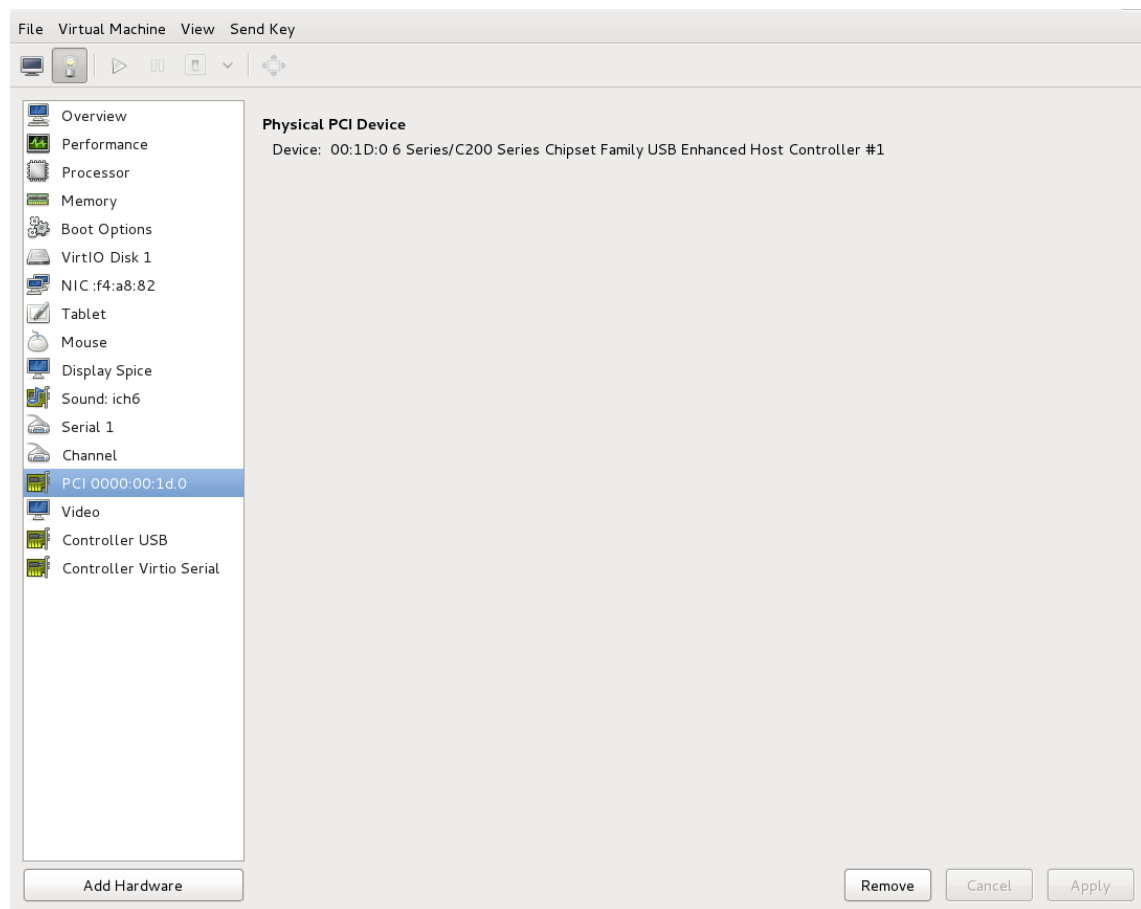 File Virtual Machine View Send Key
Overview
Performance
Processor
Memory
Boot Options
VirtIO Disk 1
NIC :f4:a8:82
Tablet
Mouse
Display Spice
Sound: ich6
Serial 1
Channel
PCI 0000:00:1d.0
Video
Controller USB
Controller Virtio Serial
Add Hardware
Physical PCI Device
Device: 00:1D:0 6 Series/C200 Series Chipset Family USB Enhanced Host Controller #1
Remove Cancel Apply